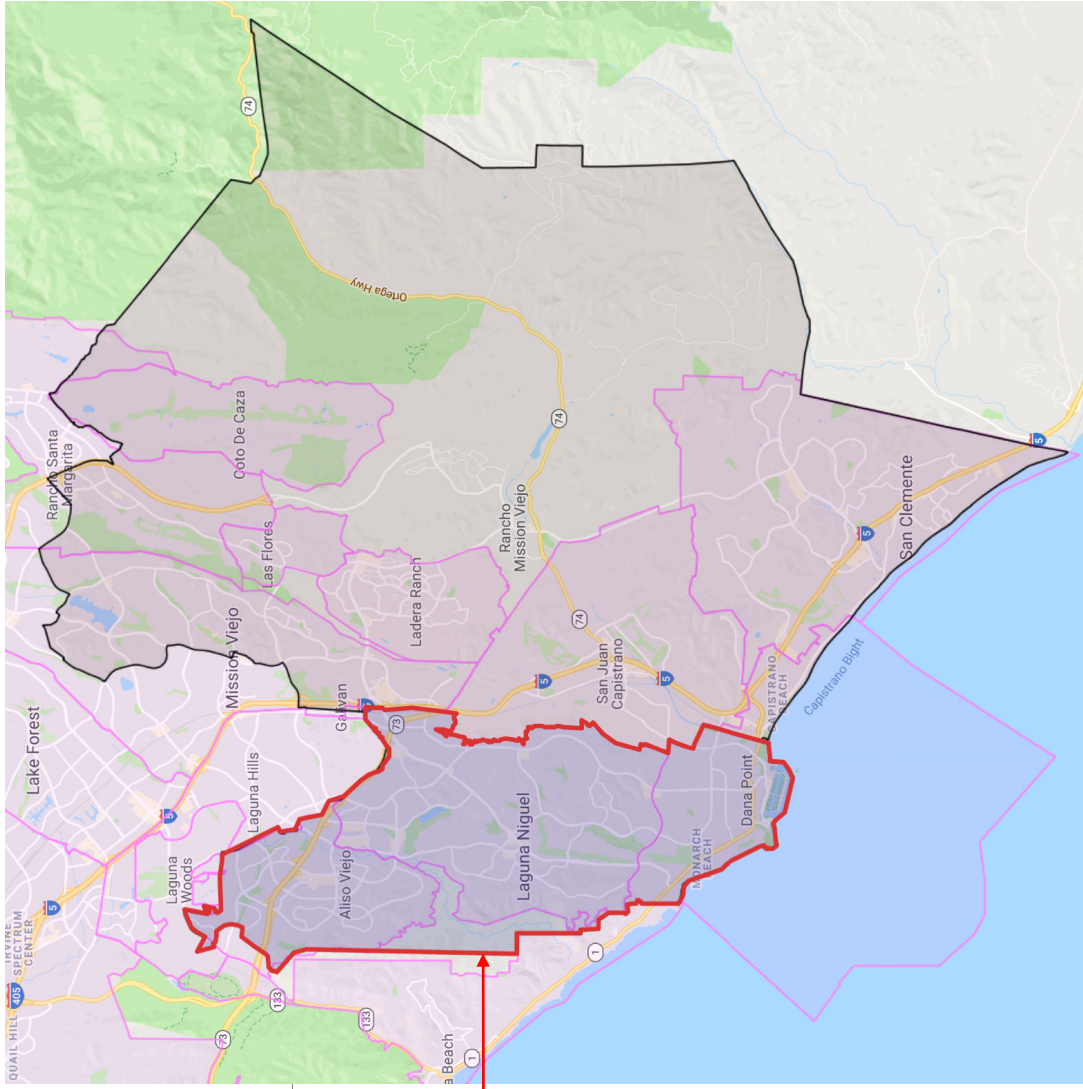 QUAIL HILL
405
IRVINE
SPECTRUM
CENTER
5
Lake Forest
Rancho Santa
Margarita
5
Laguna
Woods
73
Mission Viejo
Coto De Caza
74
Laguna Hills
133
Las Flores
Galivan
Aliso Viejo
133
5
Ortega Hwy
73
Ladera Ranch
a Beach
1
Rancho
Mission Viejo
Laguna Niguel
5
74
74
1
San Juan
Capistrano
5
MONARCH
BEACH
Dana Point
CAPISTRANO
BEACH
Capistrano Bight
5
San Clemente
5